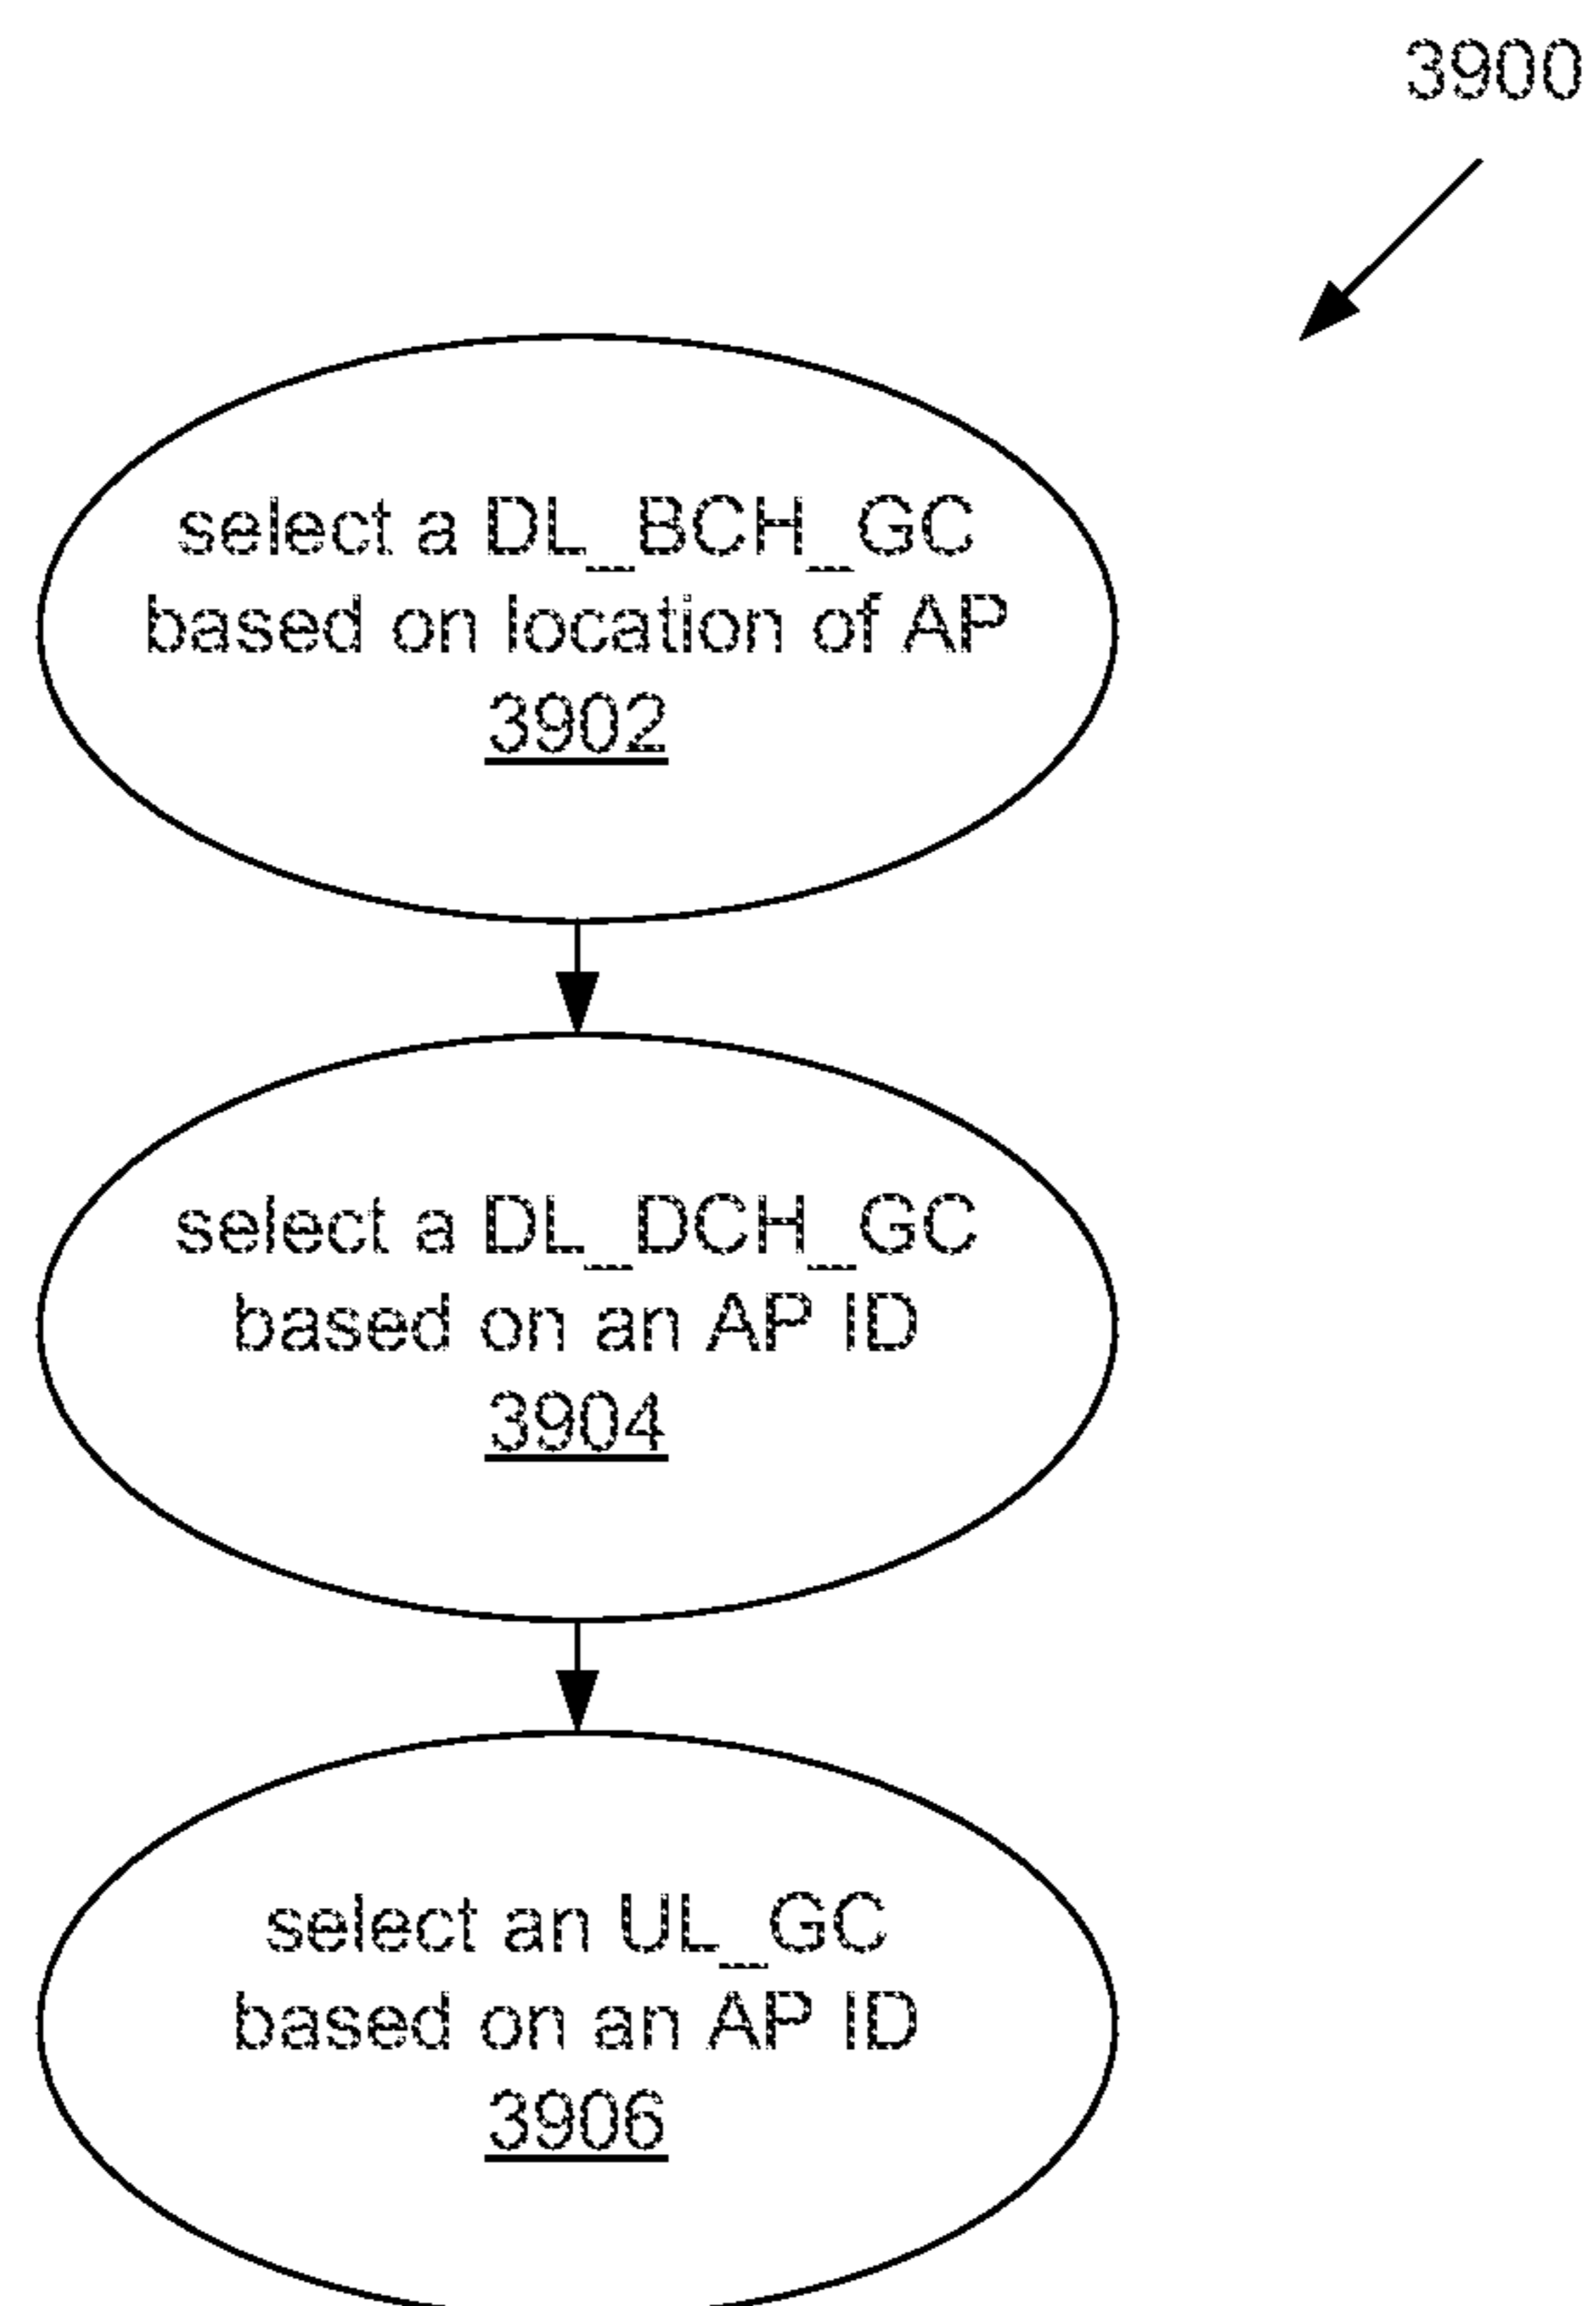 3900
select a DL_BCH_GC
based on location of AP
3902
select a DL_DCH_GC
based on an AP ID
3904
select an UL_GC
based on an AP ID
3906